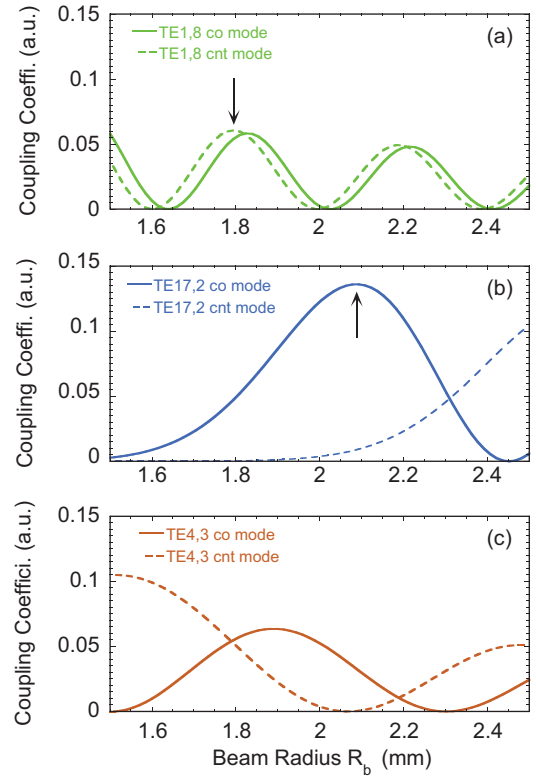 Coupling Coeffi. (a.u.)
0.15
0.1
0.05
0
TE1,8 co mode
TE1,8 cnt mode
(a)
1.6 1.8 2 2.2 2.4
Coupling Coeffi. (a.u.)
0.15
0.1
0.05
0
TE17,2 co mode
TE17,2 cnt mode
(b)
1.6 1.8 2 2.2 2.4
Coupling Coeffici. (a.u.)
0.15
0.1
0.05
0
TE4,3 co mode
TE4,3 cnt mode
(c)
1.6 1.8 2 2.2 2.4
Beam Radius R_b (mm)